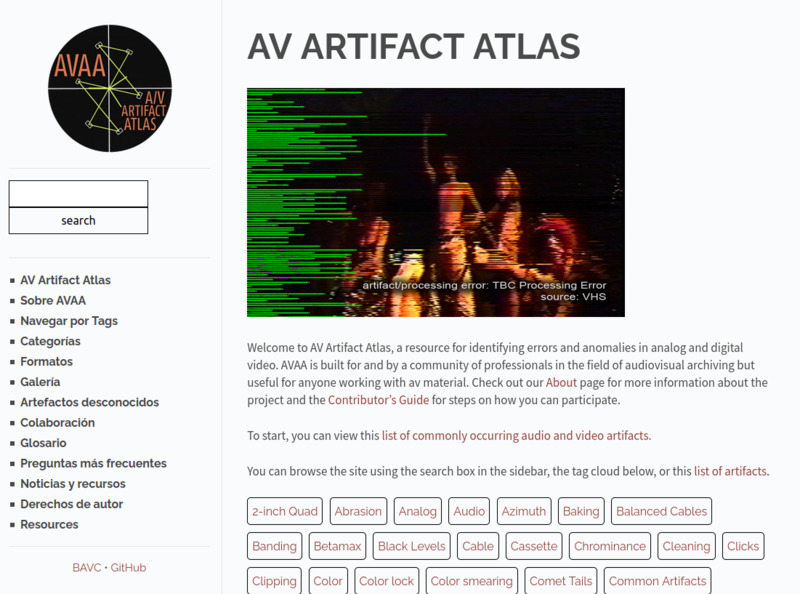 AVAA
A/V
ARTIFACT
ATLAS
search
AV Artifact Atlas
Sobre AVAA
Navegar por Tags
Categorías
Formatos
Galería
Artefactos desconocidos
Colaboración
Glosario
Preguntas más frecuentes
Noticias y recursos
Derechos de autor
Resources
BAVC • GitHub
AV ARTIFACT ATLAS
artifact/processing error: TBC Processing Error
source: VHS
Welcome to AV Artifact Atlas, a resource for identifying errors and anomalies in analog and digital
video. AVAA is built for and by a community of professionals in the field of audiovisual archiving but
useful for anyone working with av material. Check out our About page for more information about the
project and the Contributor's Guide for steps on how you can participate.
To start, you can view this list of commonly occurring audio and video artifacts.
You can browse the site using the search box in the sidebar, the tag cloud below, or this list of artifacts.
2-inch Quad Abrasion Analog Audio Azimuth Baking Balanced Cables
Banding Betamax Black Levels Cable Cassette Chrominance Cleaning Clicks
Clipping Color Color lock Color smearing Comet Tails Common Artifacts